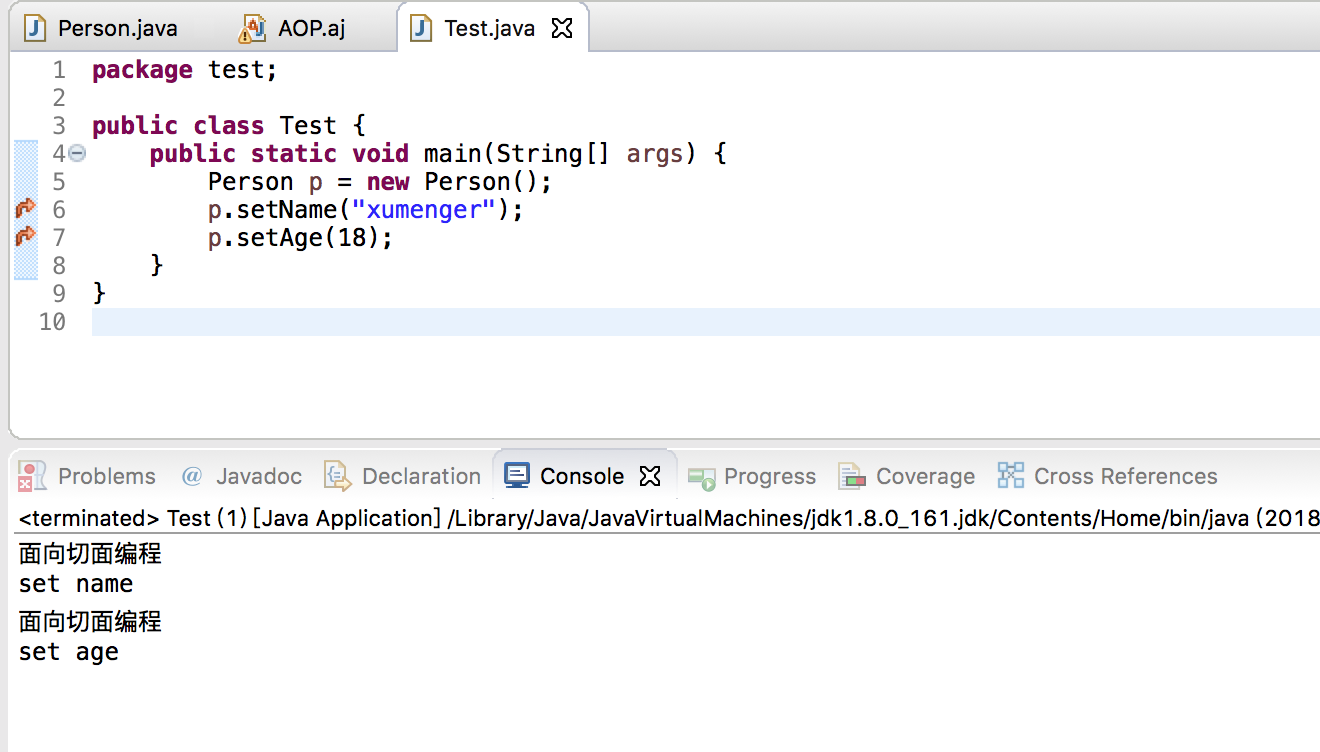 Person.java AOP.aj Test.java
1 package test;
2
3 public class Test {
4 public static void main(String[] args) {
5 Person p = new Person();
6 p.setName("xumenger");
7 p.setAge(18);
8 }
9 }
10
Problems @ Javadoc Declaration Console Progress Coverage Cross References
<terminated> Test (1) [Java Application] /Library/Java/JavaVirtualMachines/jdk1.8.0_161.jdk/Contents/Home/bin/java (2018
面向切面编程
set name
面向切面编程
set age